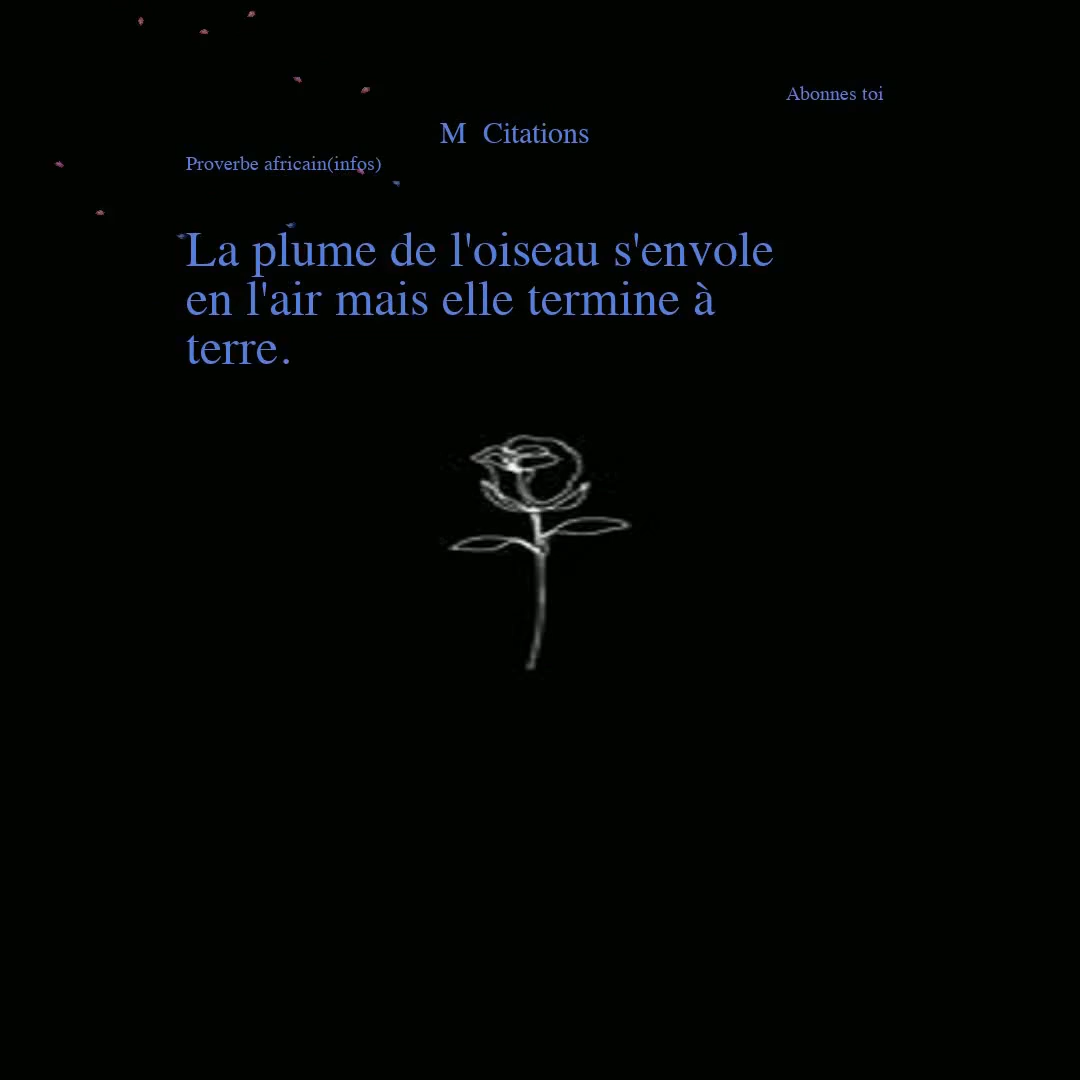 Abonnes toi
M Citations
Proverbe africain(infos)
La plume de l'oiseau s'envole
en l'air mais elle termine à
terre.